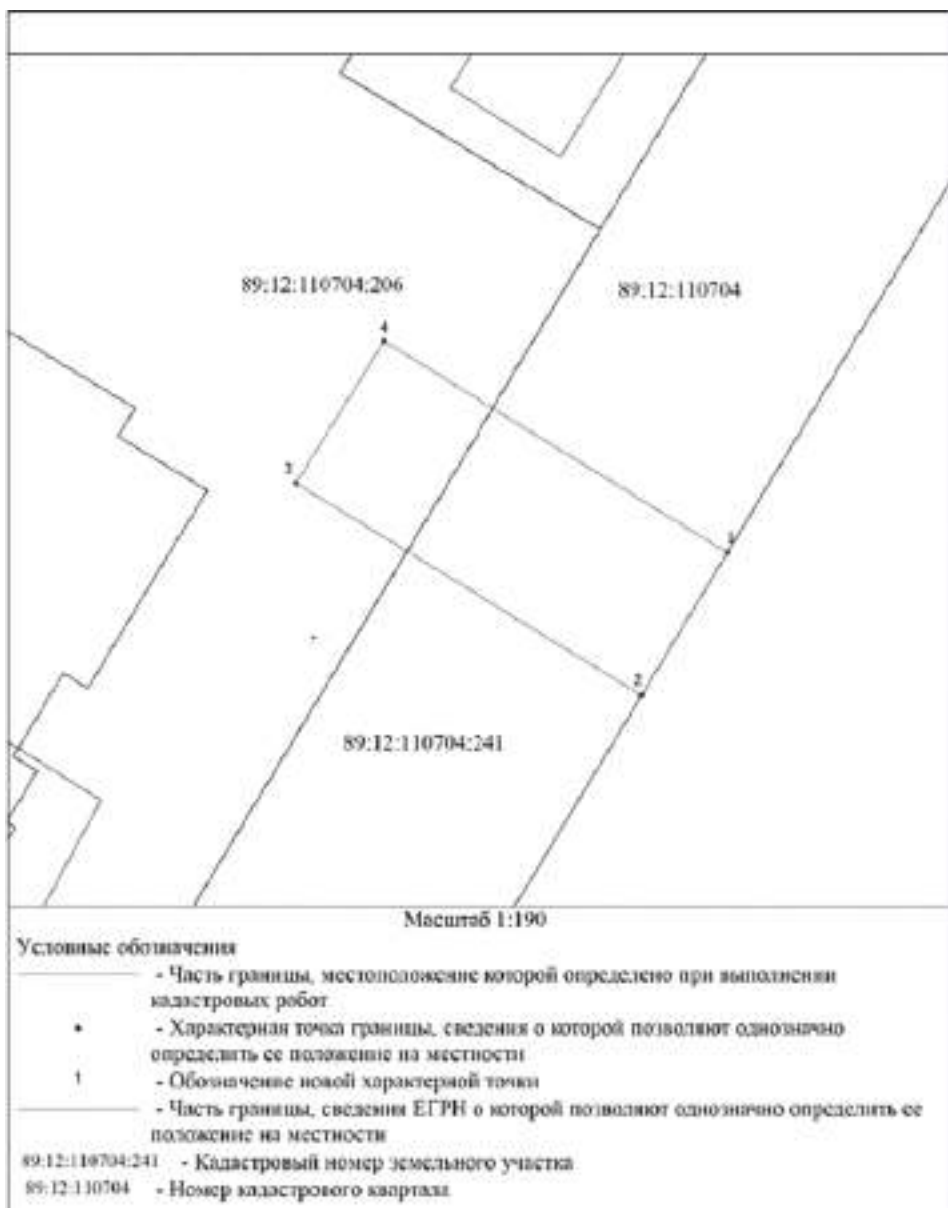 89:12:110704:206
89:12:110704
4
3
1
2
89:12:110704:241
Масштаб 1:190
Условные обозначения
- Часть границы, местоположение которой определено при выполнении
кадастровых робот
- Характерная точка границы, сведения о которой позволяют однозначно
определить ее положение на местности
1 - Обозначение новой характерной точки
- Часть границы, сведения ЕГРН о которой позволяют однозначно определить ее
положение на местности
89:12:110704:241 - Кадастровый номер земельного участка
89:12:110704 - Номер кадастрового квартала